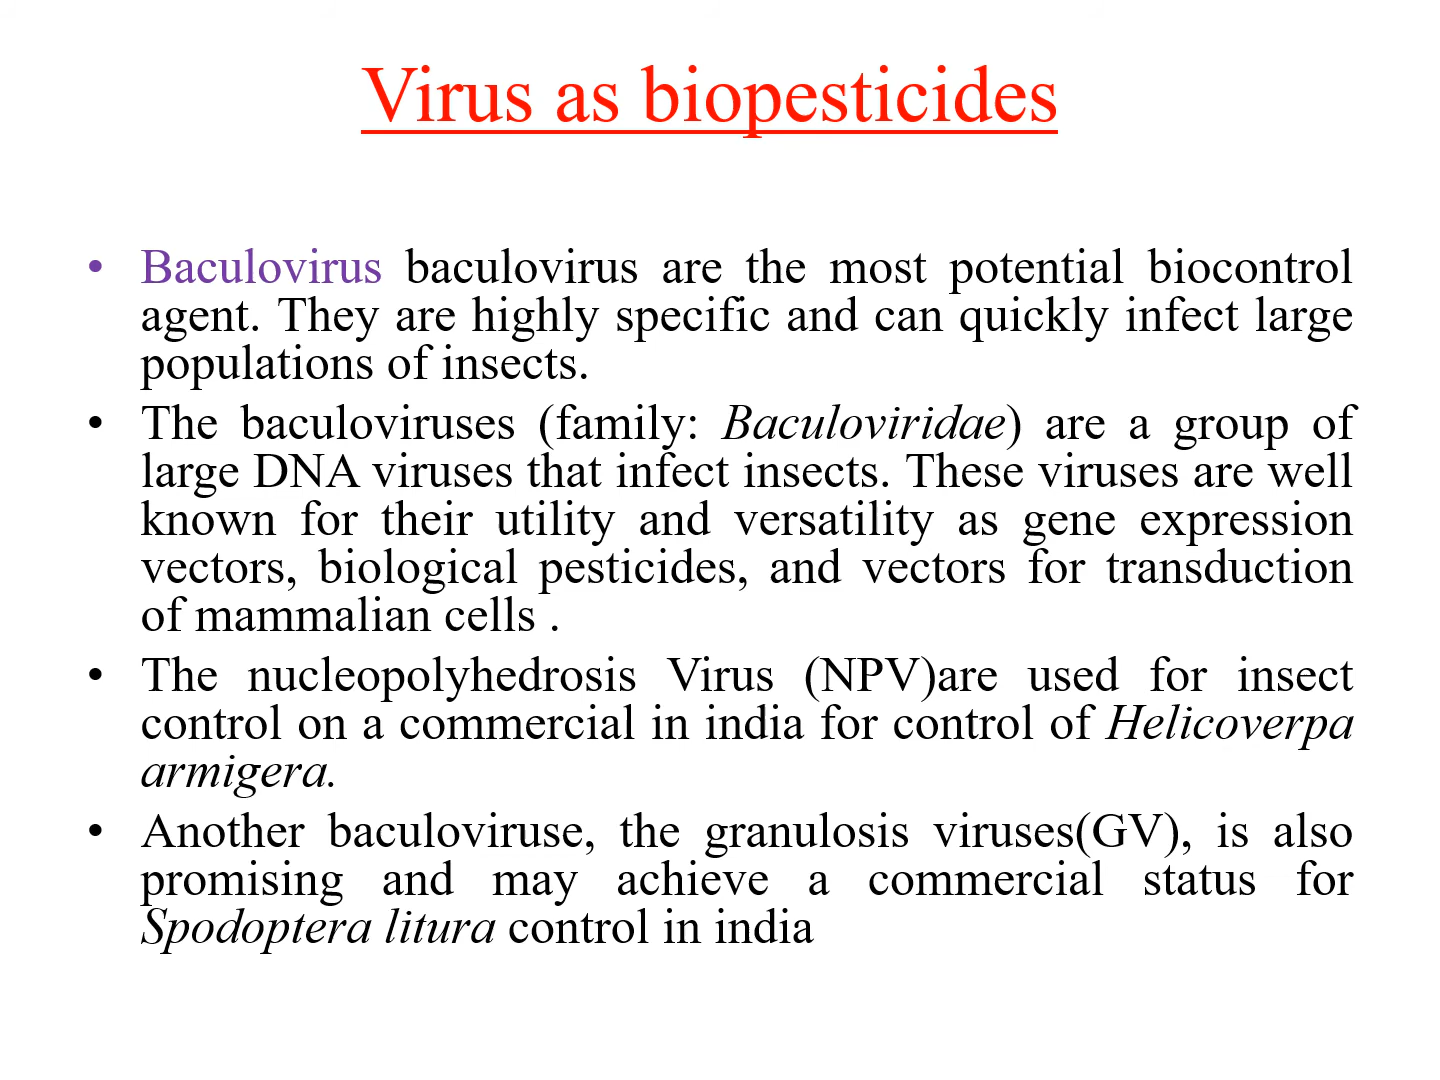 Virus as biopesticides
• Baculovirus baculovirus are the most potential biocontrol
agent. They are highly specific and can quickly infect large
populations of insects.
• The baculoviruses (family: Baculoviridae) are a group of
large DNA viruses that infect insects. These viruses are well
known for their utility and versatility as gene expression
vectors, biological pesticides, and vectors for transduction
of mammalian cells .
• The nucleopolyhedrosis Virus (NPV)are used for insect
control on a commercial in india for control of Helicoverpa
armigera.
• Another baculoviruse, the granulosis viruses(GV), is also
promising and may achieve a commercial status for
Spodoptera litura control in india